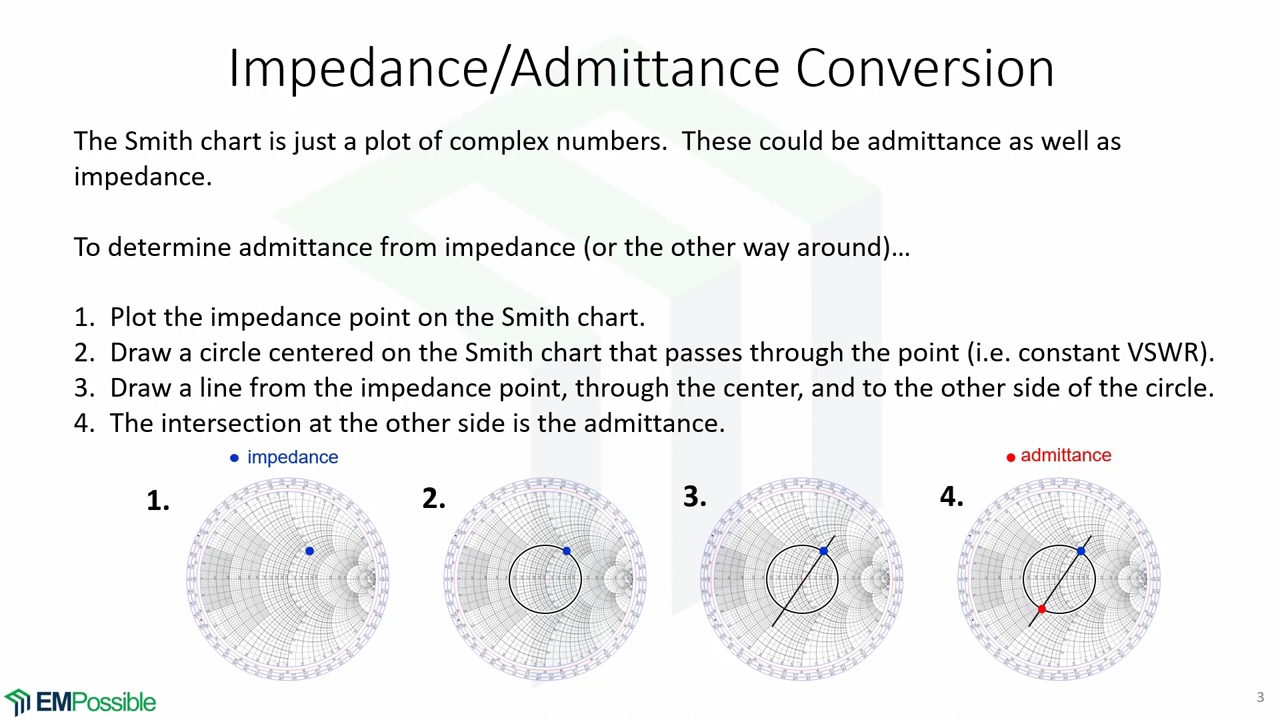 Impedance/Admittance Conversion
The Smith chart is just a plot of complex numbers.  These could be admittance as well as
impedance.
To determine admittance from impedance (or the other way around)…
1.  Plot the impedance point on the Smith chart.
2.  Draw a circle centered on the Smith chart that passes through the point (i.e. constant VSWR).
3.  Draw a line from the impedance point, through the center, and to the other side of the circle.
4.  The intersection at the other side is the admittance.
impedance
admittance
1.
2.
3.
4.
EMPossible
3